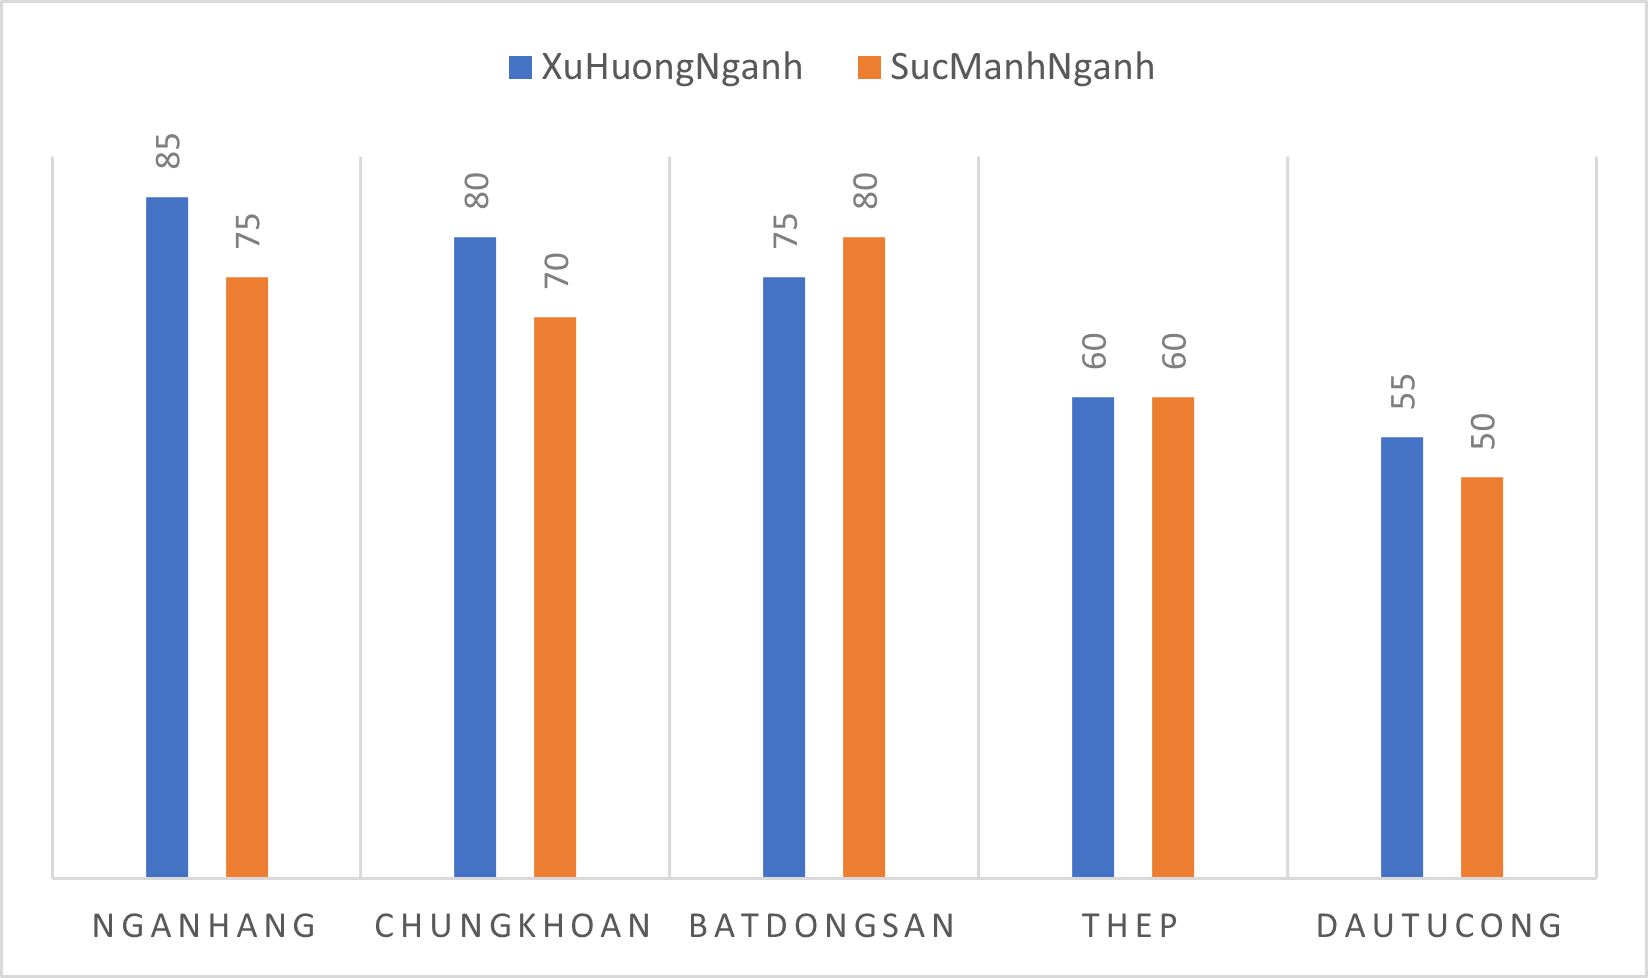 XuHuongNganh SucManhNganh
85 75 80 70 75 80 60 60 55 50
NGANHANG CHUNGKHOAN BATDONGSAN THEP DAUTUCONG